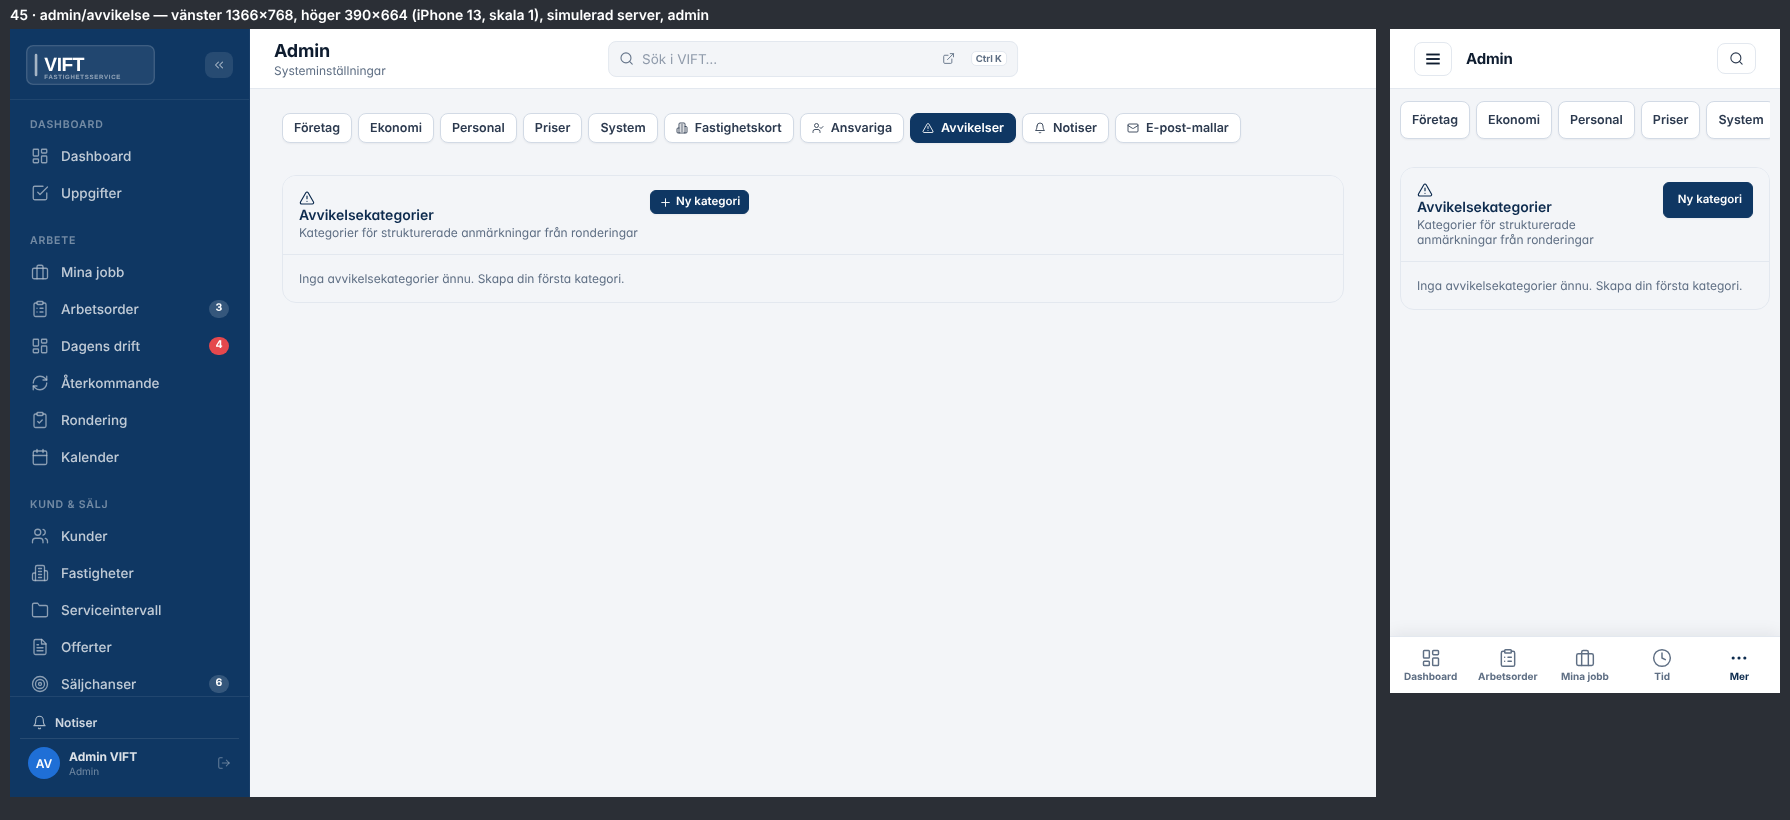 45 · admin/avvikelse — vänster 1366×768, höger 390×664 (iPhone 13, skala 1), simulerad server, admin
VIFT
FASTIGHETSSERVICE
DASHBOARD
Dashboard
Uppgifter
ARBETE
Mina jobb
Arbetsorder 3
Dagens drift 4
Återkommande
Rondering
Kalender
KUND & SÄLJ
Kunder
Fastigheter
Serviceintervall
Offerter
Säljchanser 6
Notiser
AV Admin VIFT
Admin
Admin
Systeminställningar
Sök i VIFT... Ctrl K
Företag Ekonomi Personal Priser System Fastighetskort Ansvariga Avvikelser Notiser E-post-mallar
Avvikelsekategorier
Kategorier för strukturerade anmärkningar från ronderingar
+ Ny kategori
Inga avvikelsekategorier ännu. Skapa din första kategori.
Admin
Företag Ekonomi Personal Priser System
Avvikelsekategorier
Kategorier för strukturerade
anmärkningar från ronderingar
Ny kategori
Inga avvikelsekategorier ännu. Skapa din första kategori.
Dashboard Arbetsorder Mina jobb Tid Mer